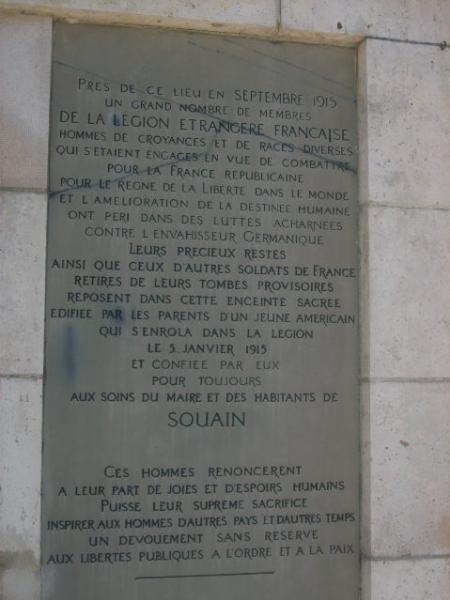 PRES DE CE LIEU EN SEPTEMBRE 1915
UN GRAND NOMBRE DE MEMBRES
DE LA LEGION ETRANGERE FRANCAISE
HOMMES DE CROYANCES ET DE RACES DIVERSES
QUI S'ETAIENT ENGAGES EN VUE DE COMBATTRE
POUR LA FRANCE REPUBLICAINE
POUR LE REGNE DE LA LIBERTE DANS LE MONDE
ET L'AMELIORATION DE LA DESTINEE HUMAINE
ONT PERI DANS DES LUTTES ACHARNEES
CONTRE L'ENVAHISSEUR GERMANIQUE
LEURS PRECIEUX RESTES
AINSI QUE CEUX D'AUTRES SOLDATS DE FRANCE
RETIRES DE LEURS TOMBES PROVISOIRES
REPOSENT DANS CETTE ENCEINTE SACREE
EDIFIEE PAR LES PARENTS D'UN JEUNE AMERICAIN
QUI S'ENROLA DANS LA LEGION
LE 5 JANVIER 1915
ET CONFIEE PAR EUX
POUR TOUJOURS
AUX SOINS DU MAIRE ET DES HABITANTS DE
SOUAIN
CES HOMMES RENONCERENT
A LEUR PART DE JOIES ET D'ESPOIRS HUMAINS
PUISSE LEUR SUPREME SACRIFICE
INSPIRER AUX HOMMES D'AUTRES PAYS ET D'AUTRES TEMPS
UN DEVOUEMENT SANS RESERVE
AUX LIBERTES PUBLIQUES A L'ORDRE ET A LA PAIX